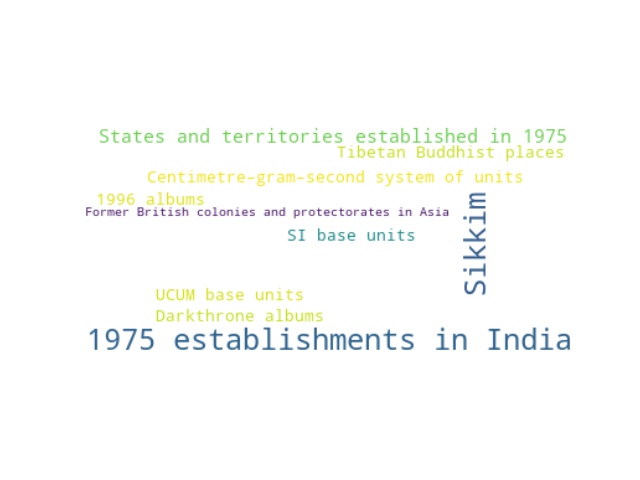 States and territories established in 1975
Tibetan Buddhist places
Centimetre–gram–second system of units
1996 albums
Former British colonies and protectorates in Asia
Sikkim
SI base units
UCUM base units
Darkthrone albums
1975 establishments in India